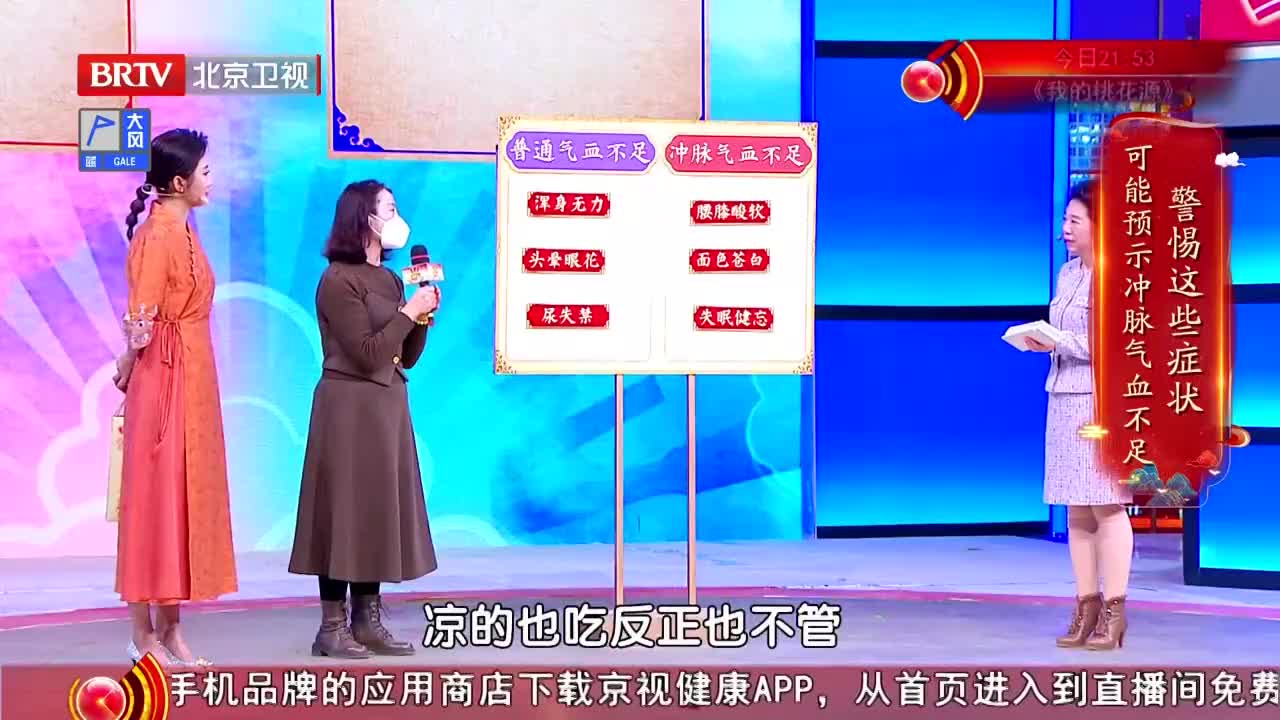 BRTV 北京卫视
今日21:53
《我的桃花源》
大风
蓝 GALE
普通气血不足
冲脉气血不足
浑身无力
腰膝酸软
头晕眼花
面色苍白
尿失禁
失眠健忘
警惕这些症状
可能预示冲脉气血不足
凉的也吃反正也不管
手机品牌的应用商店下载京视健康APP，从首页进入到直播间免费